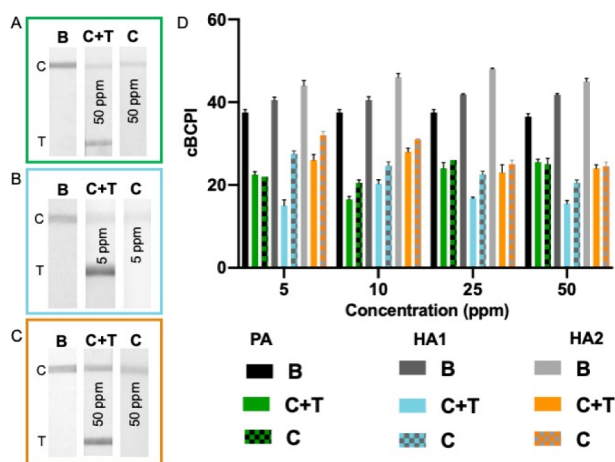 A
B C+T C
C
50 ppm
50 ppm
T
B
B C+T C
C
5 ppm
5 ppm
T
C
B C+T C
C
50 ppm
50 ppm
T
D
cBCPI
60
40
20
0
5 10 25 50
Concentration (ppm)
PA HA1 HA2
B B B
C+T C+T C+T
C C C